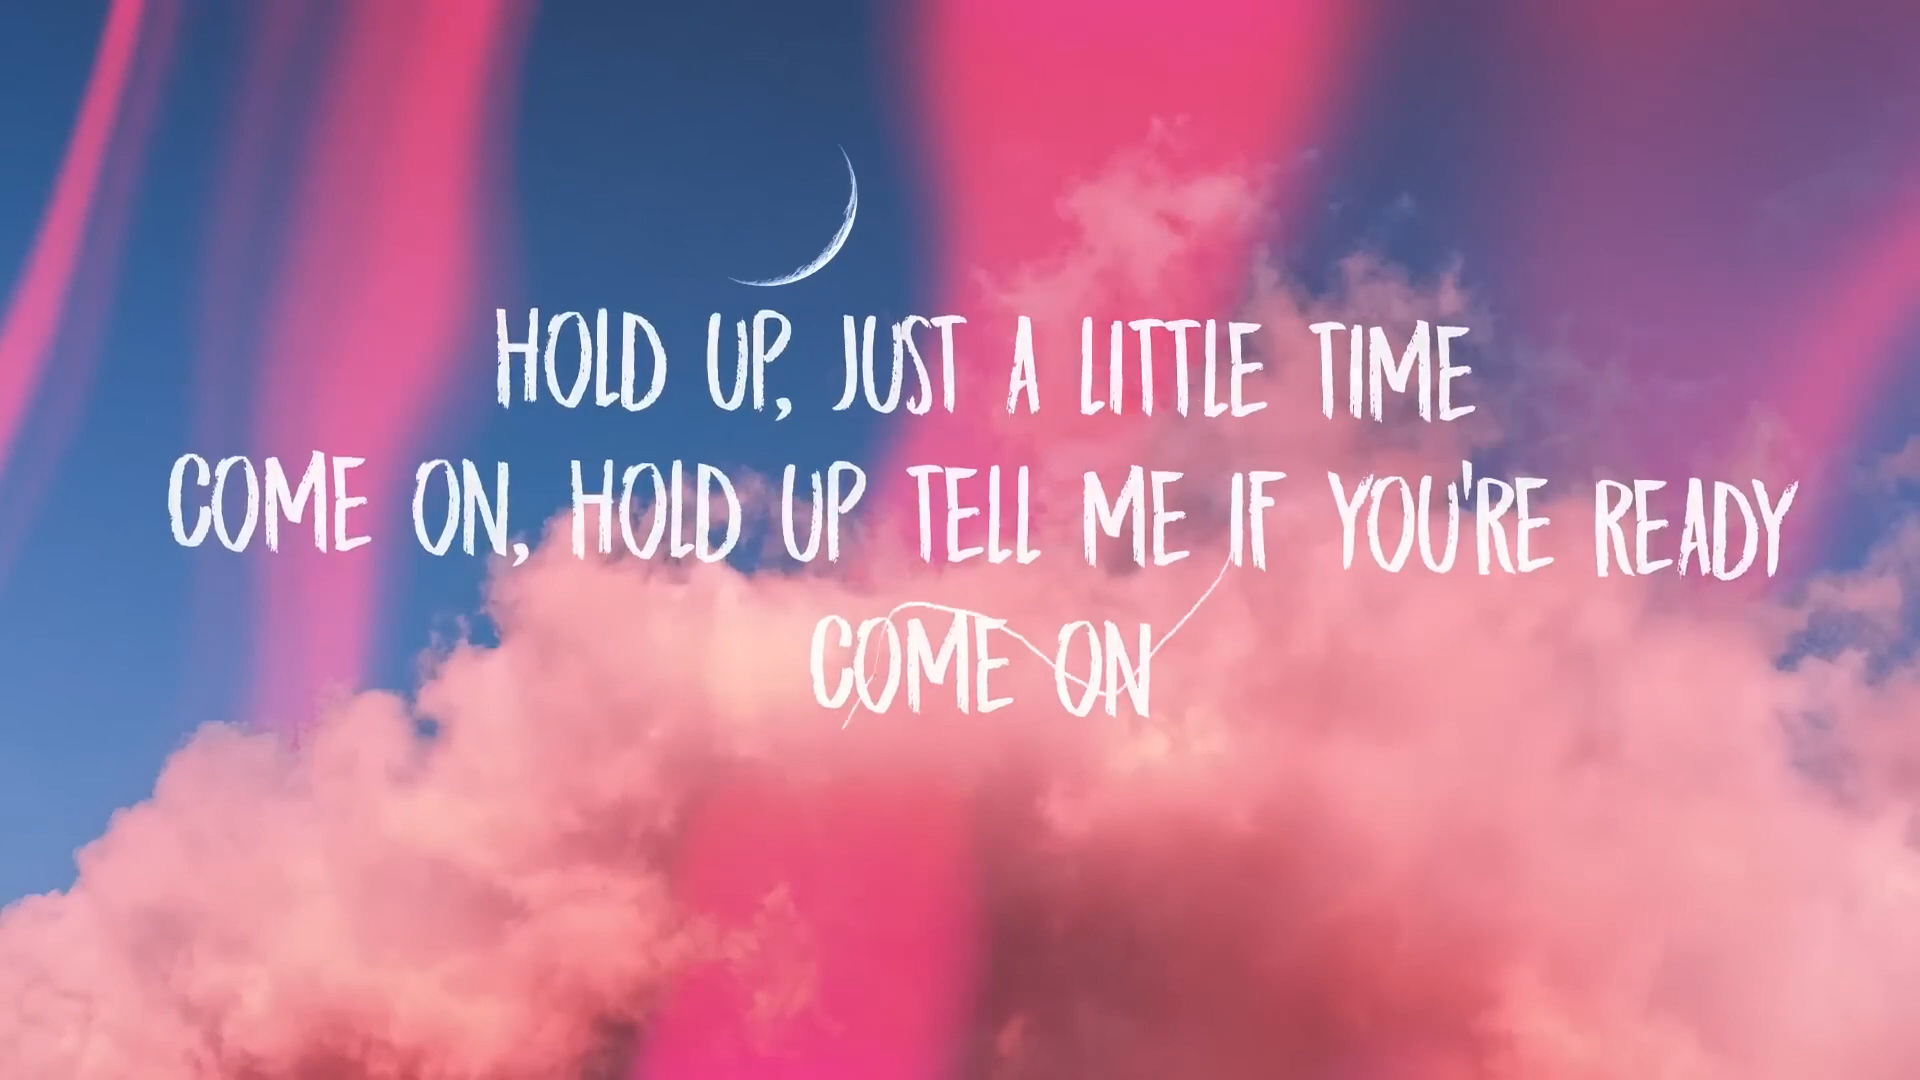 HOLD UP, JUST A LITTLE TIME
COME ON, HOLD UP TELL ME IF YOU'RE READY
COME ON